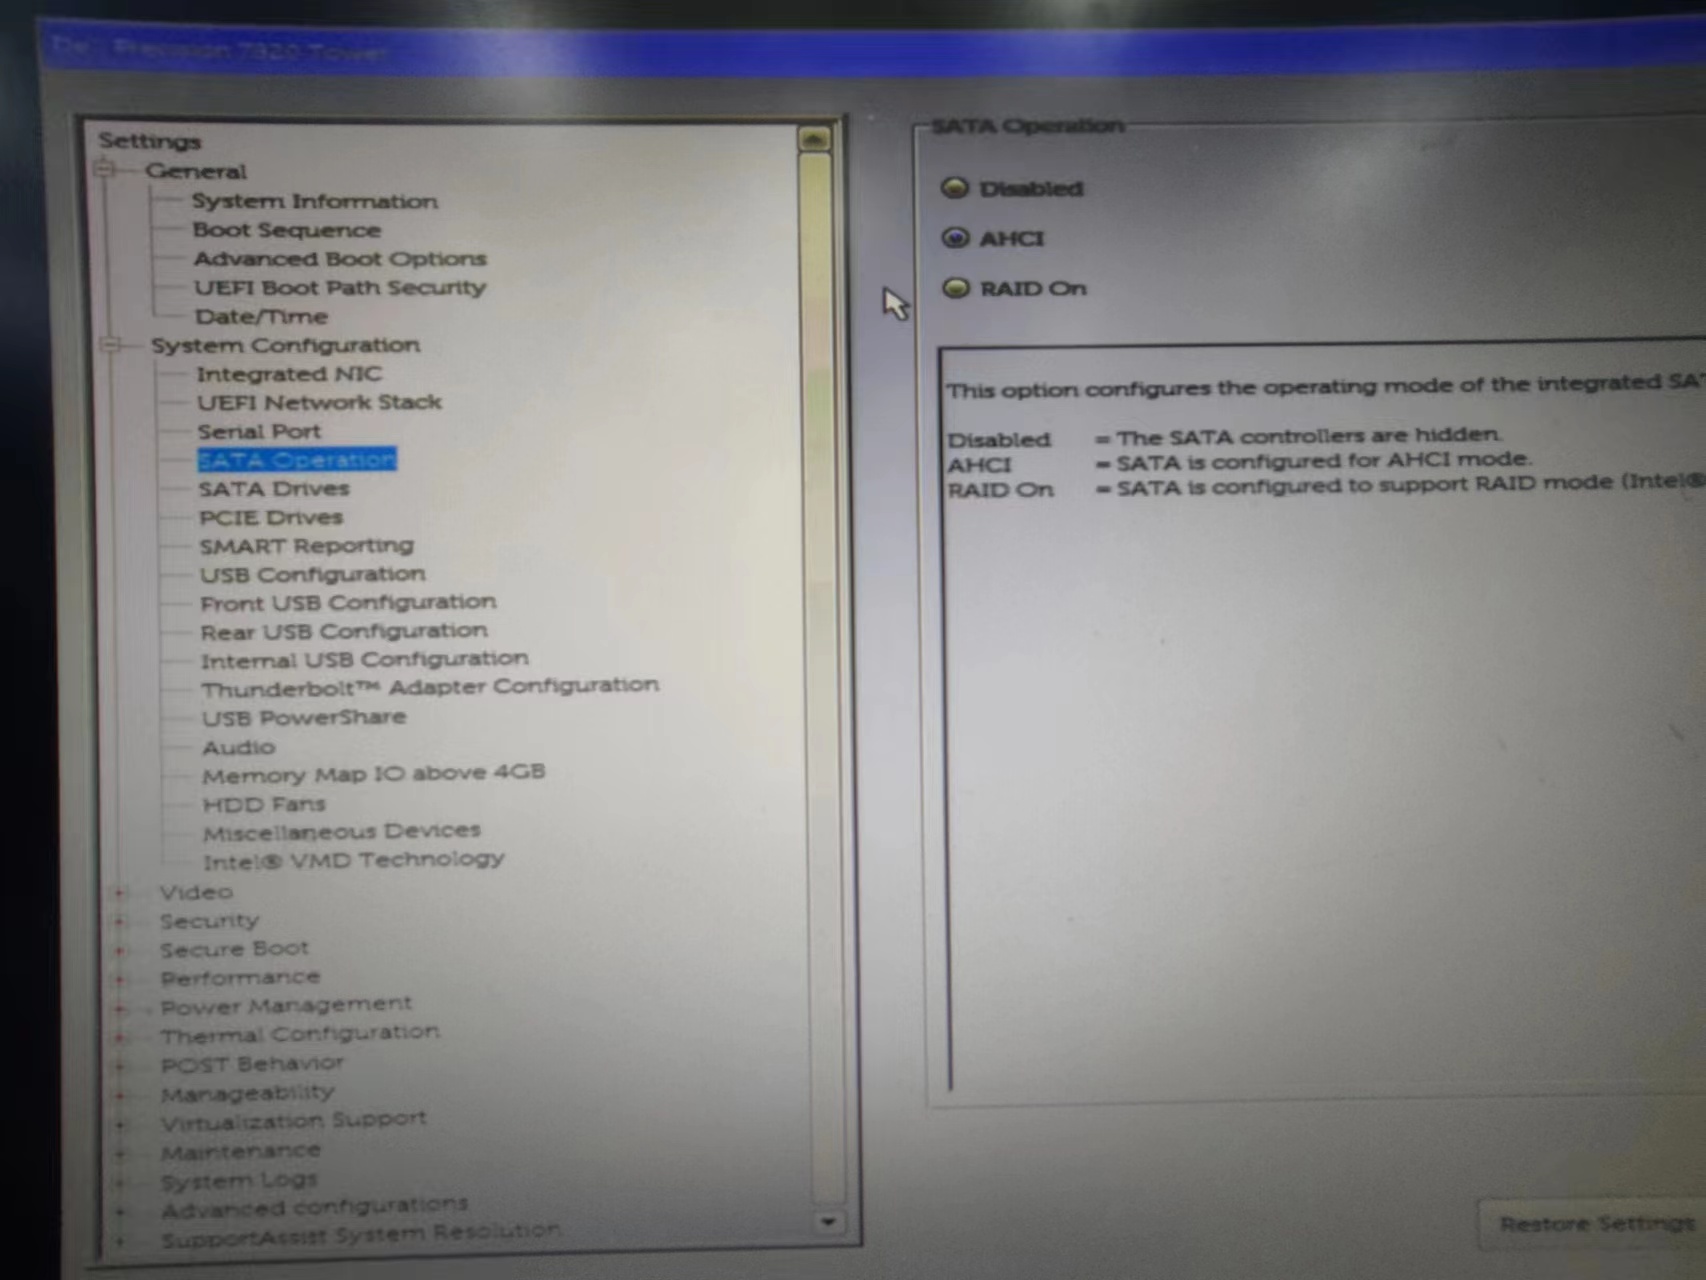 Dell Precision 7920 Tower
Settings
General
System Information
Boot Sequence
Advanced Boot Options
UEFI Boot Path Security
Date/Time
System Configuration
Integrated NIC
UEFI Network Stack
Serial Port
SATA Operation
SATA Drives
PCIE Drives
SMART Reporting
USB Configuration
Front USB Configuration
Rear USB Configuration
Internal USB Configuration
Thunderbolt™ Adapter Configuration
USB PowerShare
Audio
Memory Map IO above 4GB
HDD Fans
Miscellaneous Devices
Intel® VMD Technology
Video
Security
Secure Boot
Performance
Power Management
Thermal Configuration
POST Behavior
Manageability
Virtualization Support
Maintenance
System Logs
Advanced configurations
SupportAssist System Resolution
SATA Operation
Disabled
AHCI
RAID On
This option configures the operating mode of the integrated SAT
Disabled = The SATA controllers are hidden.
AHCI = SATA is configured for AHCI mode.
RAID On = SATA is configured to support RAID mode (Intel®
Restore Settings